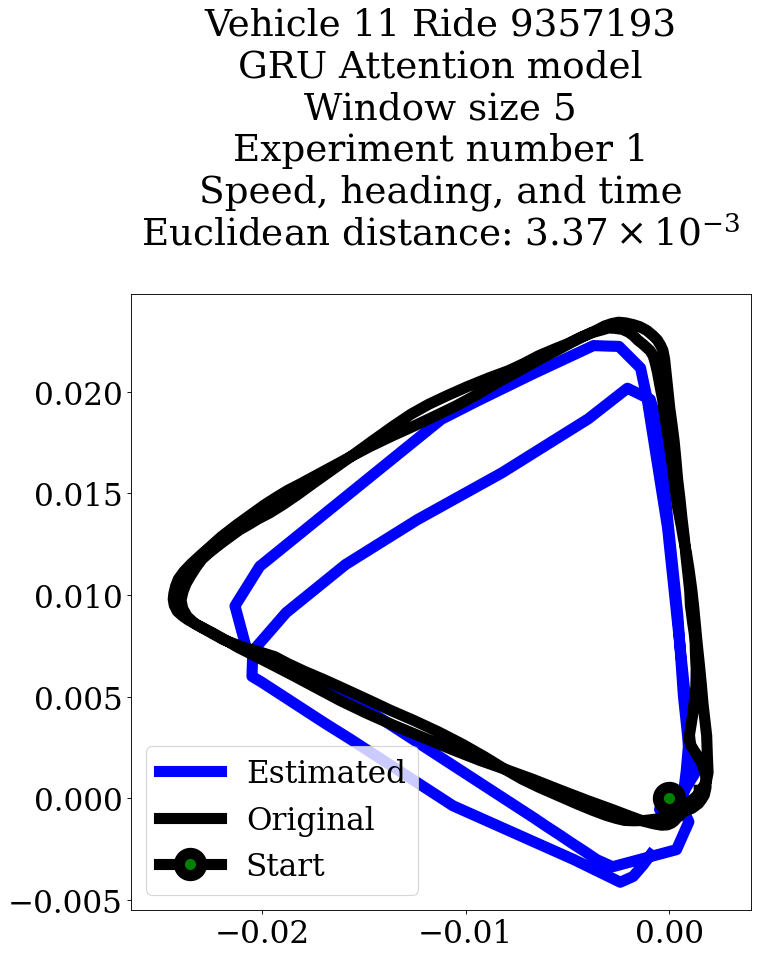 Vehicle 11 Ride 9357193
GRU Attention model
Window size 5
Experiment number 1
Speed, heading, and time
Euclidean distance: 3.37 × 10⁻³
0.020
0.015
0.010
0.005
0.000
−0.005
Estimated
Original
Start
−0.02
−0.01
0.00